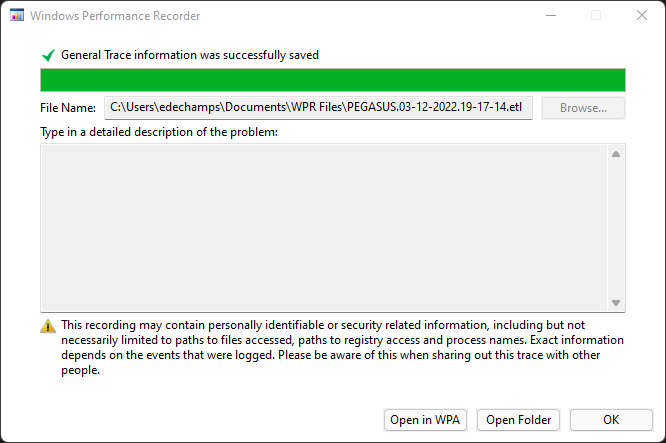 Windows Performance Recorder
General Trace information was successfully saved
File Name: C:\Users\edechamps\Documents\WPR Files\PEGASUS.03-12-2022.19-17-14.etl Browse...
Type in a detailed description of the problem:
This recording may contain personally identifiable or security related information, including but not
necessarily limited to paths to files accessed, paths to registry access and process names. Exact information
depends on the events that were logged. Please be aware of this when sharing out this trace with other
people.
Open in WPA Open Folder OK